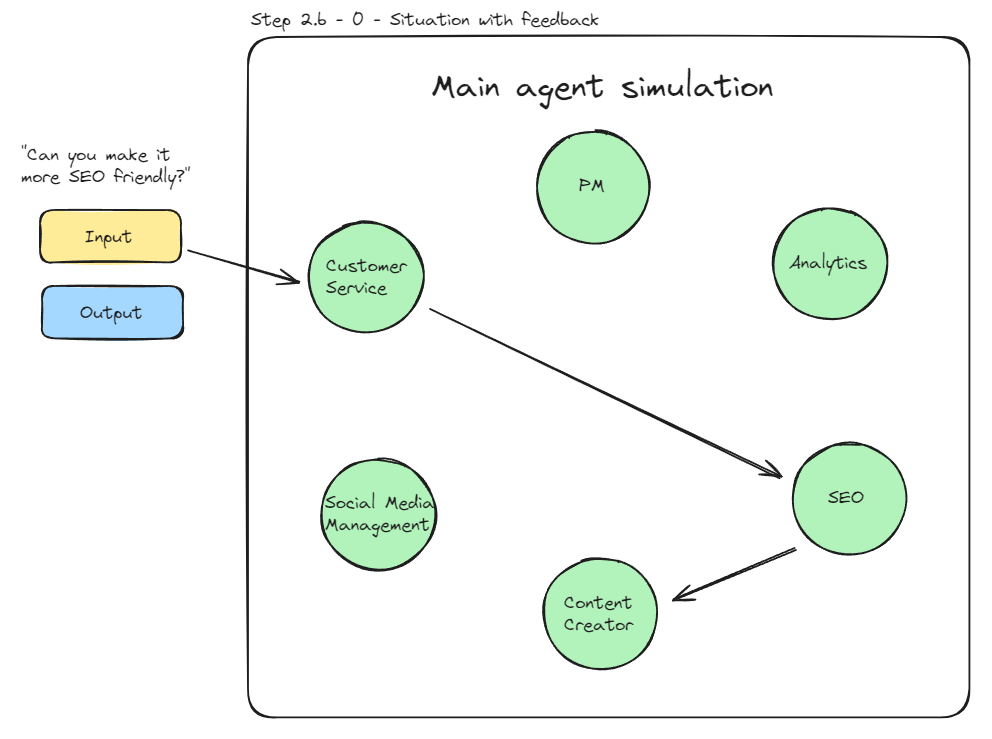 Step 2.b - 0 - Situation with feedback
Main agent simulation
"Can you make it
more SEO friendly?"
Input
Output
Customer
Service
PM
Analytics
SEO
Social Media
Management
Content
Creator